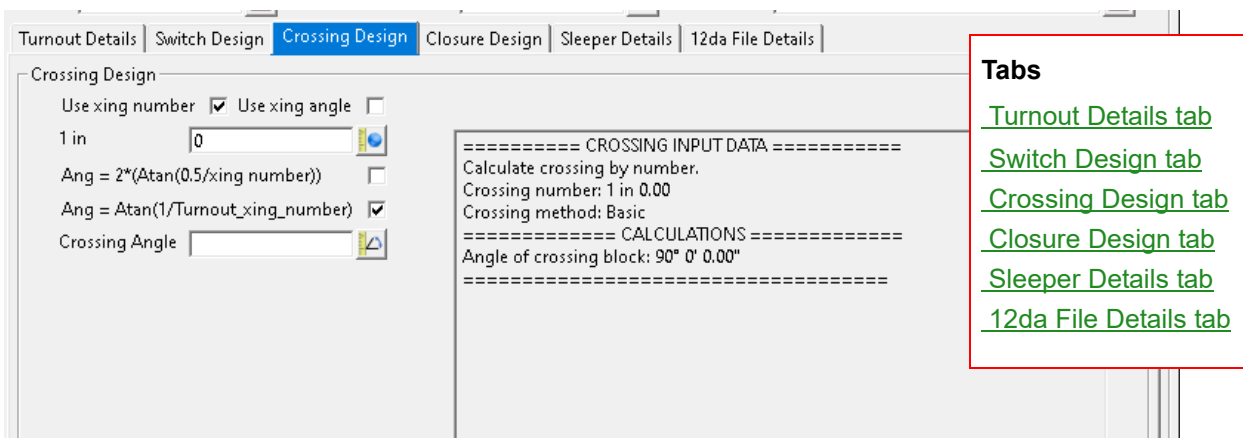 Turnout Details Switch Design Crossing Design Closure Design Sleeper Details 12da File Details
Crossing Design
Use xing number Use xing angle
1 in 0
Ang = 2*(Atan(0.5/xing number))
Ang = Atan(1/Turnout_xing_number)
Crossing Angle
========== CROSSING INPUT DATA ===========
Calculate crossing by number.
Crossing number: 1 in 0.00
Crossing method: Basic
============= CALCULATIONS =============
Angle of crossing block: 90° 0' 0.00"
====================================
Tabs
Turnout Details tab
Switch Design tab
Crossing Design tab
Closure Design tab
Sleeper Details tab
12da File Details tab